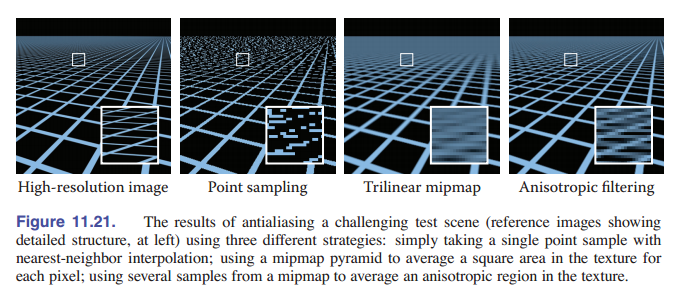 High-resolution image
Point sampling
Trilinear mipmap
Anisotropic filtering
Figure 11.21. The results of antialiasing a challenging test scene (reference images showing
detailed structure, at left) using three different strategies: simply taking a single point sample with
nearest-neighbor interpolation; using a mipmap pyramid to average a square area in the texture for
each pixel; using several samples from a mipmap to average an anisotropic region in the texture.